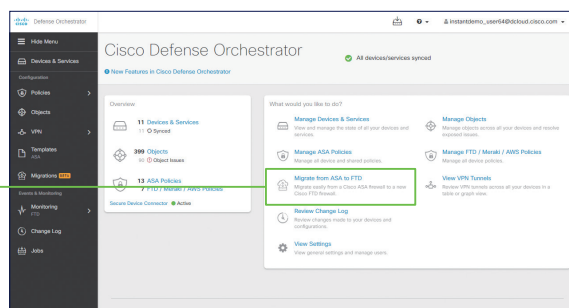 CISCO Defense Orchestrator
instantdemo_user64@dcloud.cisco.com
Hide Menu
Devices & Services
Configuration
Policies
Objects
VPN
Templates
ASA
Migrations BETA
Events & Monitoring
Monitoring
FTD
Change Log
Jobs
Cisco Defense Orchestrator
All devices/services synced
New Features in Cisco Defense Orchestrator
Overview
11 Devices & Services
11 Synced
399 Objects
60 Object Issues
13 ASA Policies
7 FTD / Meraki / AWS Policies
Secure Device Connector Active
What would you like to do?
Manage Devices & Services
View and manage the state of all your devices and
services.
Manage Objects
Manage objects across all your devices and resolve
exposed issues.
Manage ASA Policies
Manage all device and shared policies.
Manage FTD / Meraki / AWS Policies
Manage all device policies.
Migrate from ASA to FTD
Migrate easily from a Cisco ASA firewall to a new
Cisco FTD firewall.
View VPN Tunnels
Review VPN tunnels across all your devices in a
table or graph view.
Review Change Log
Review changes made to your devices and
configurations.
View Settings
View general settings and manage users.